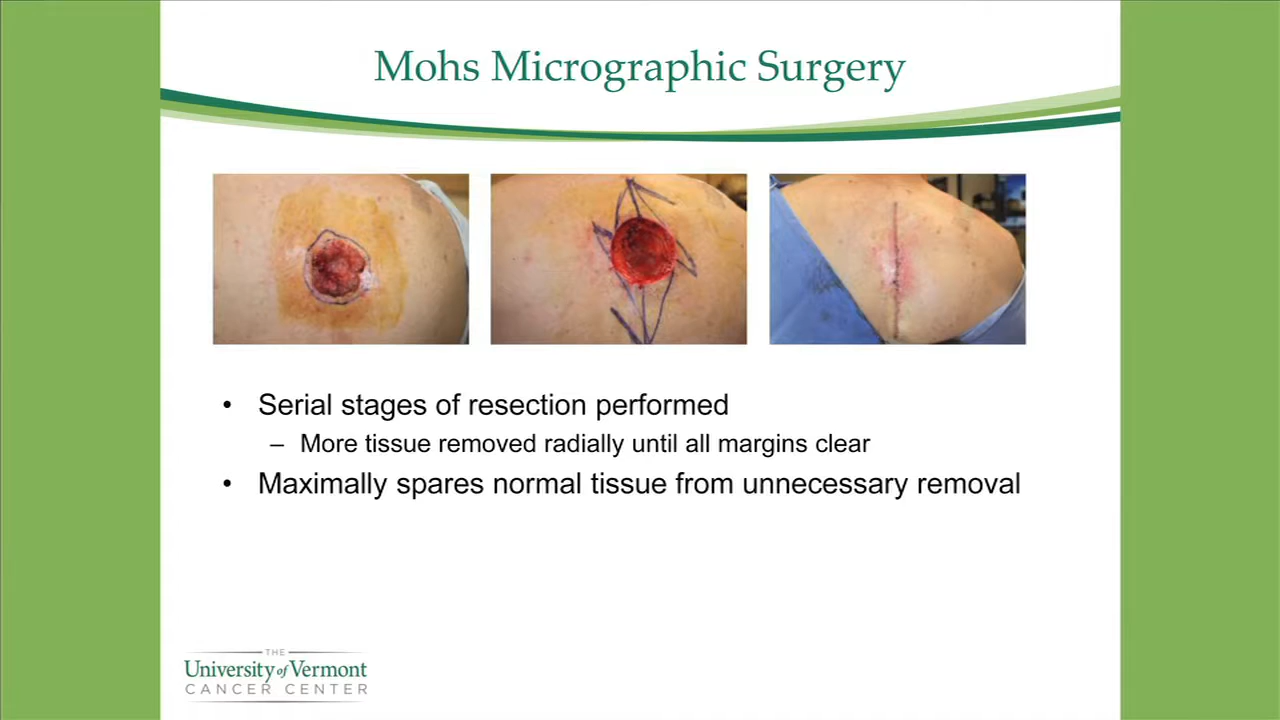 Mohs Micrographic Surgery
• Serial stages of resection performed
– More tissue removed radially until all margins clear
• Maximally spares normal tissue from unnecessary removal
THE
University of Vermont
CANCER CENTER